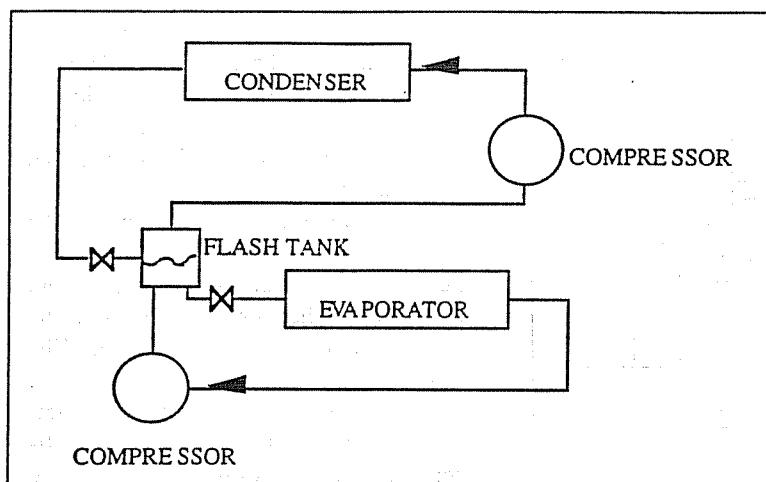 CONDENSER
COMPRESSOR
FLASH TANK
EVAPORATOR
COMPRESSOR